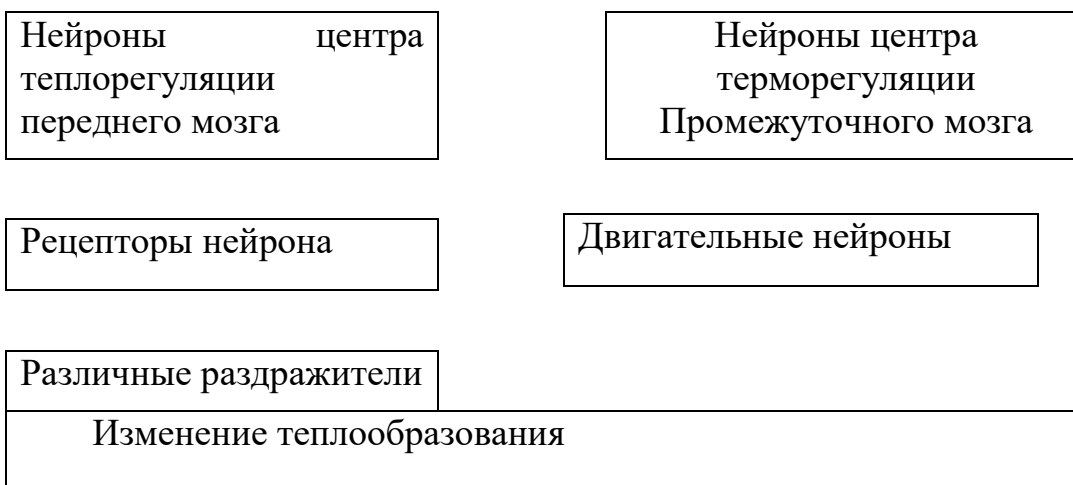 Нейроны центра
теплорегуляции
переднего мозга
Нейроны центра
терморегуляции
Промежуточного мозга
Рецепторы нейрона
Двигательные нейроны
Различные раздражители
Изменение теплообразования